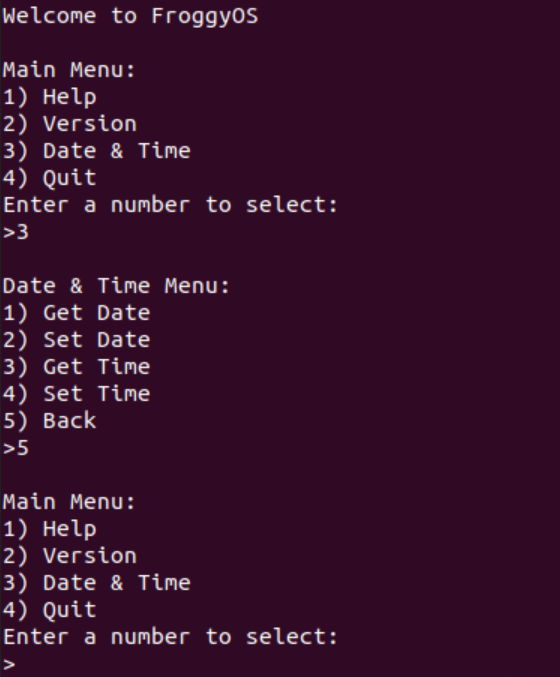 Welcome to FroggyOS
Main Menu:
1) Help
2) Version
3) Date & Time
4) Quit
Enter a number to select:
>3
Date & Time Menu:
1) Get Date
2) Set Date
3) Get Time
4) Set Time
5) Back
>5
Main Menu:
1) Help
2) Version
3) Date & Time
4) Quit
Enter a number to select:
>